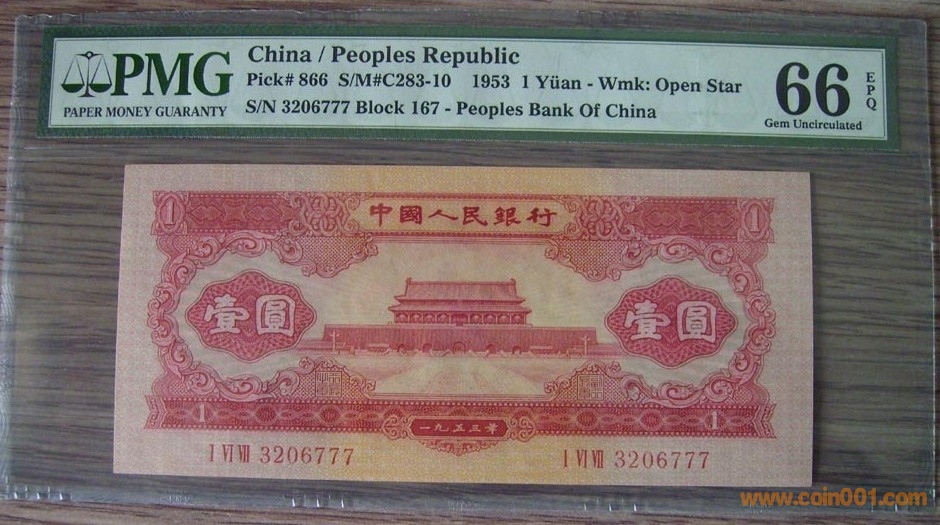 PMG
PAPER MONEY GUARANTY
China / Peoples Republic
Pick# 866 S/M#C283-10 1953 1 Yüan - Wmk: Open Star
S/N 3206777 Block 167 - Peoples Bank Of China
66
EPQ
Gem Uncirculated
1 中國人民銀行 1
壹圓 壹圓
1 一九五三年 1
I VI VII 3206777 I VI VII 3206777
www.coin001.com